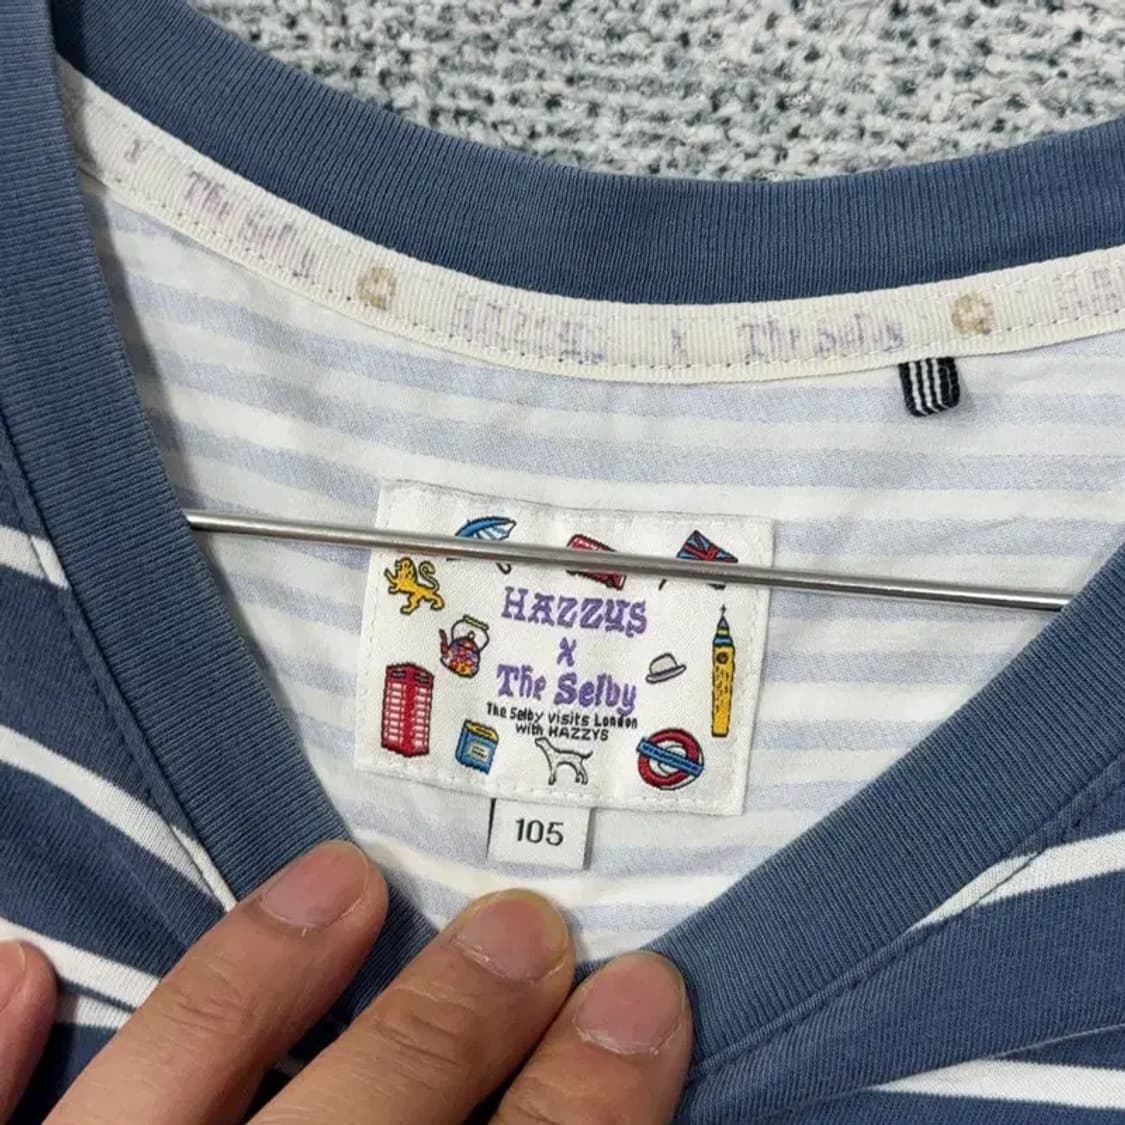 The Selby
HAZZYS x The Selby
HAZZYS
x
The Selby
The Selby visits London
with HAZZYS
105